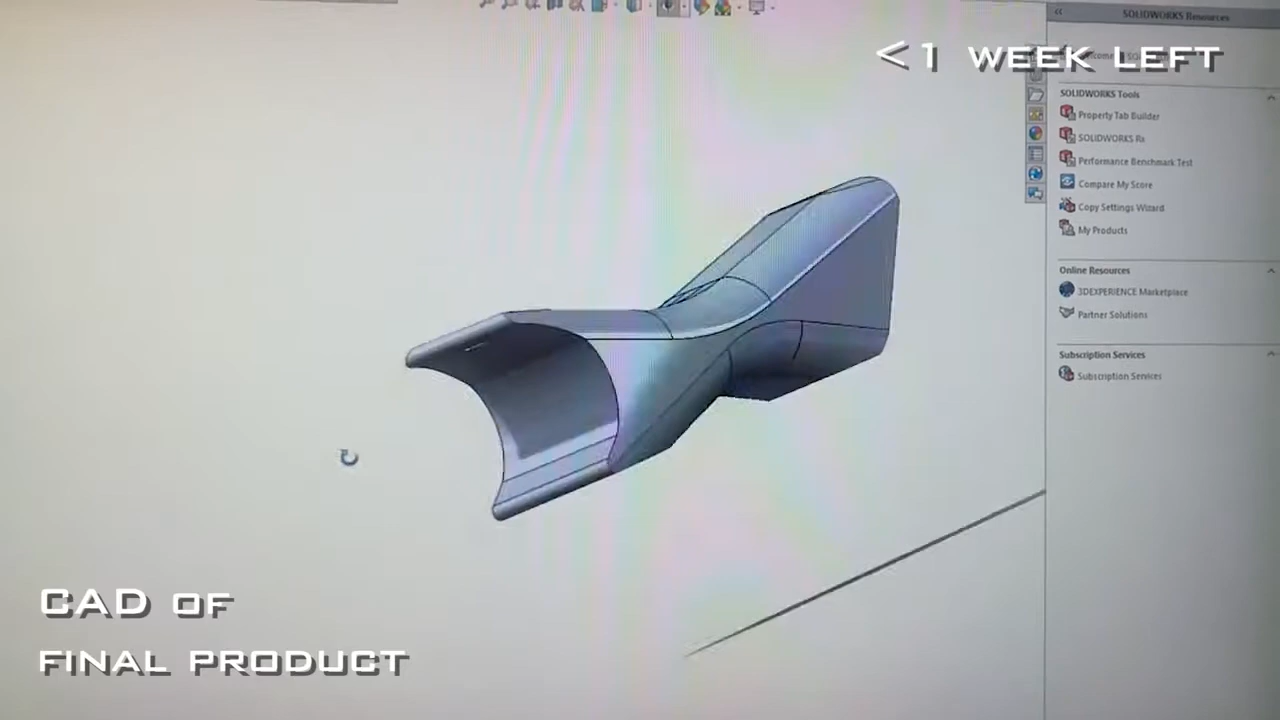 SOLIDWORKS Resources
<1 WEEK LEFT
SOLIDWORKS Tools
Property Tab Builder
SOLIDWORKS Rx
Performance Benchmark Test
Compare My Score
Copy Settings Wizard
My Products
Online Resources
3DEXPERIENCE Marketplace
Partner Solutions
Subscription Services
Subscription Services
CAD OF
FINAL PRODUCT